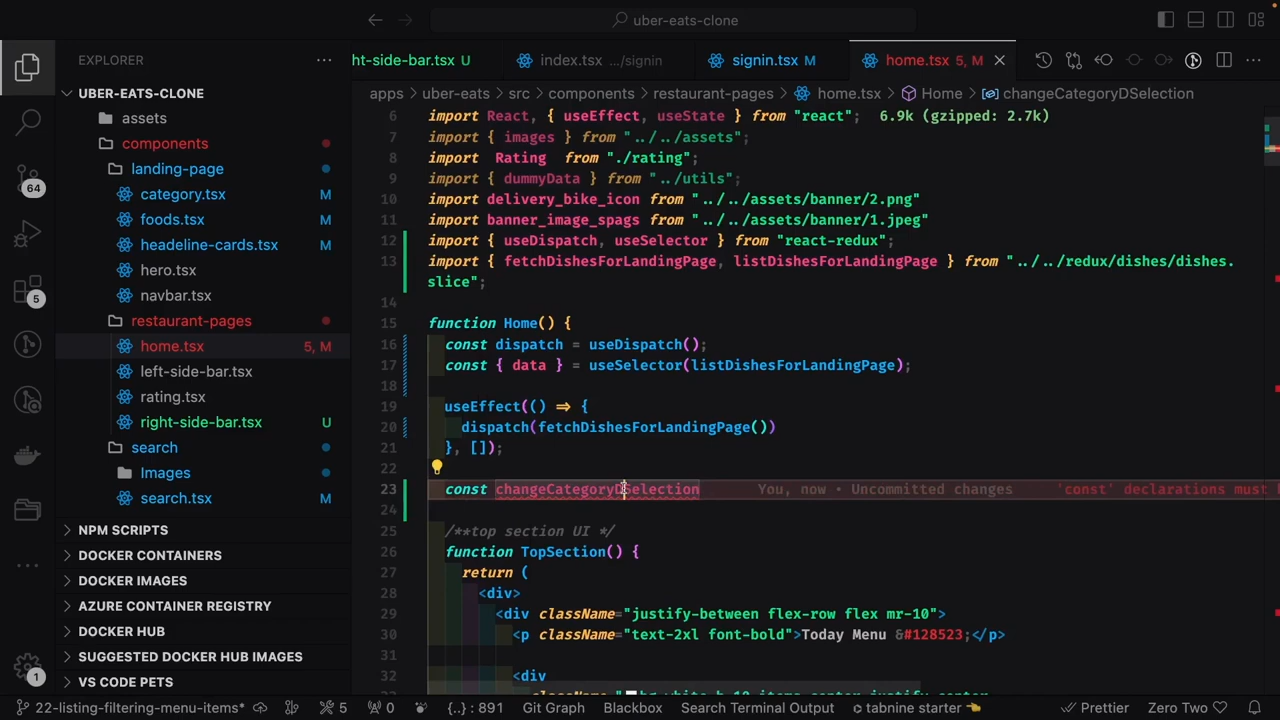 uber-eats-clone
EXPLORER
ht-side-bar.tsx U
index.tsx .../signin
signin.tsx M
home.tsx 5, M
UBER-EATS-CLONE
apps › uber-eats › src › components › restaurant-pages › home.tsx › Home › changeCategoryDSelection
assets
components
landing-page
category.tsx M
foods.tsx M
headeline-cards.tsx M
hero.tsx
navbar.tsx
restaurant-pages
home.tsx 5, M
left-side-bar.tsx
rating.tsx
right-side-bar.tsx U
search
Images
search.tsx M
NPM SCRIPTS
DOCKER CONTAINERS
DOCKER IMAGES
AZURE CONTAINER REGISTRY
DOCKER HUB
SUGGESTED DOCKER HUB IMAGES
VS CODE PETS
64
5
1
6 import React, { useEffect, useState } from "react"; 6.9k (gzipped: 2.7k)
7 import { images } from "../../assets";
8 import Rating from "./rating";
9 import { dummyData } from "../utils";
10 import delivery_bike_icon from "../../assets/banner/2.png"
11 import banner_image_spags from "../../assets/banner/1.jpeg"
12 import { useDispatch, useSelector } from "react-redux";
13 import { fetchDishesForLandingPage, listDishesForLandingPage } from "../../redux/dishes/dishes.
slice";
14
15 function Home() {
16 const dispatch = useDispatch();
17 const { data } = useSelector(listDishesForLandingPage);
18
19 useEffect(() => {
20 dispatch(fetchDishesForLandingPage())
21 }, []);
22
23 const changeCategoryDSelection You, now • Uncommitted changes 'const' declarations must
24
25 /**top section UI */
26 function TopSection() {
27 return (
28 <div>
29 <div className="justify-between flex-row flex mr-10">
30 <p className="text-2xl font-bold">Today Menu &#128523;</p>
31
32 <div
22-listing-filtering-menu-items* 5 0 {..} : 891 Git Graph Blackbox Search Terminal Output tabnine starter Prettier Zero Two